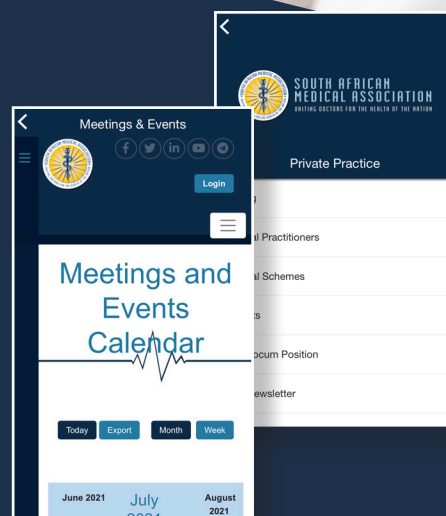 SOUTH AFRICAN
MEDICAL ASSOCIATION
UNITING DOCTORS FOR THE HEALTH OF THE NATION
Private Practice
al Practitioners
al Schemes
ocum Position
ewsletter
Meetings & Events
Login
Meetings and
Events
Calendar
Today Export Month Week
June 2021 July August
2021 2021